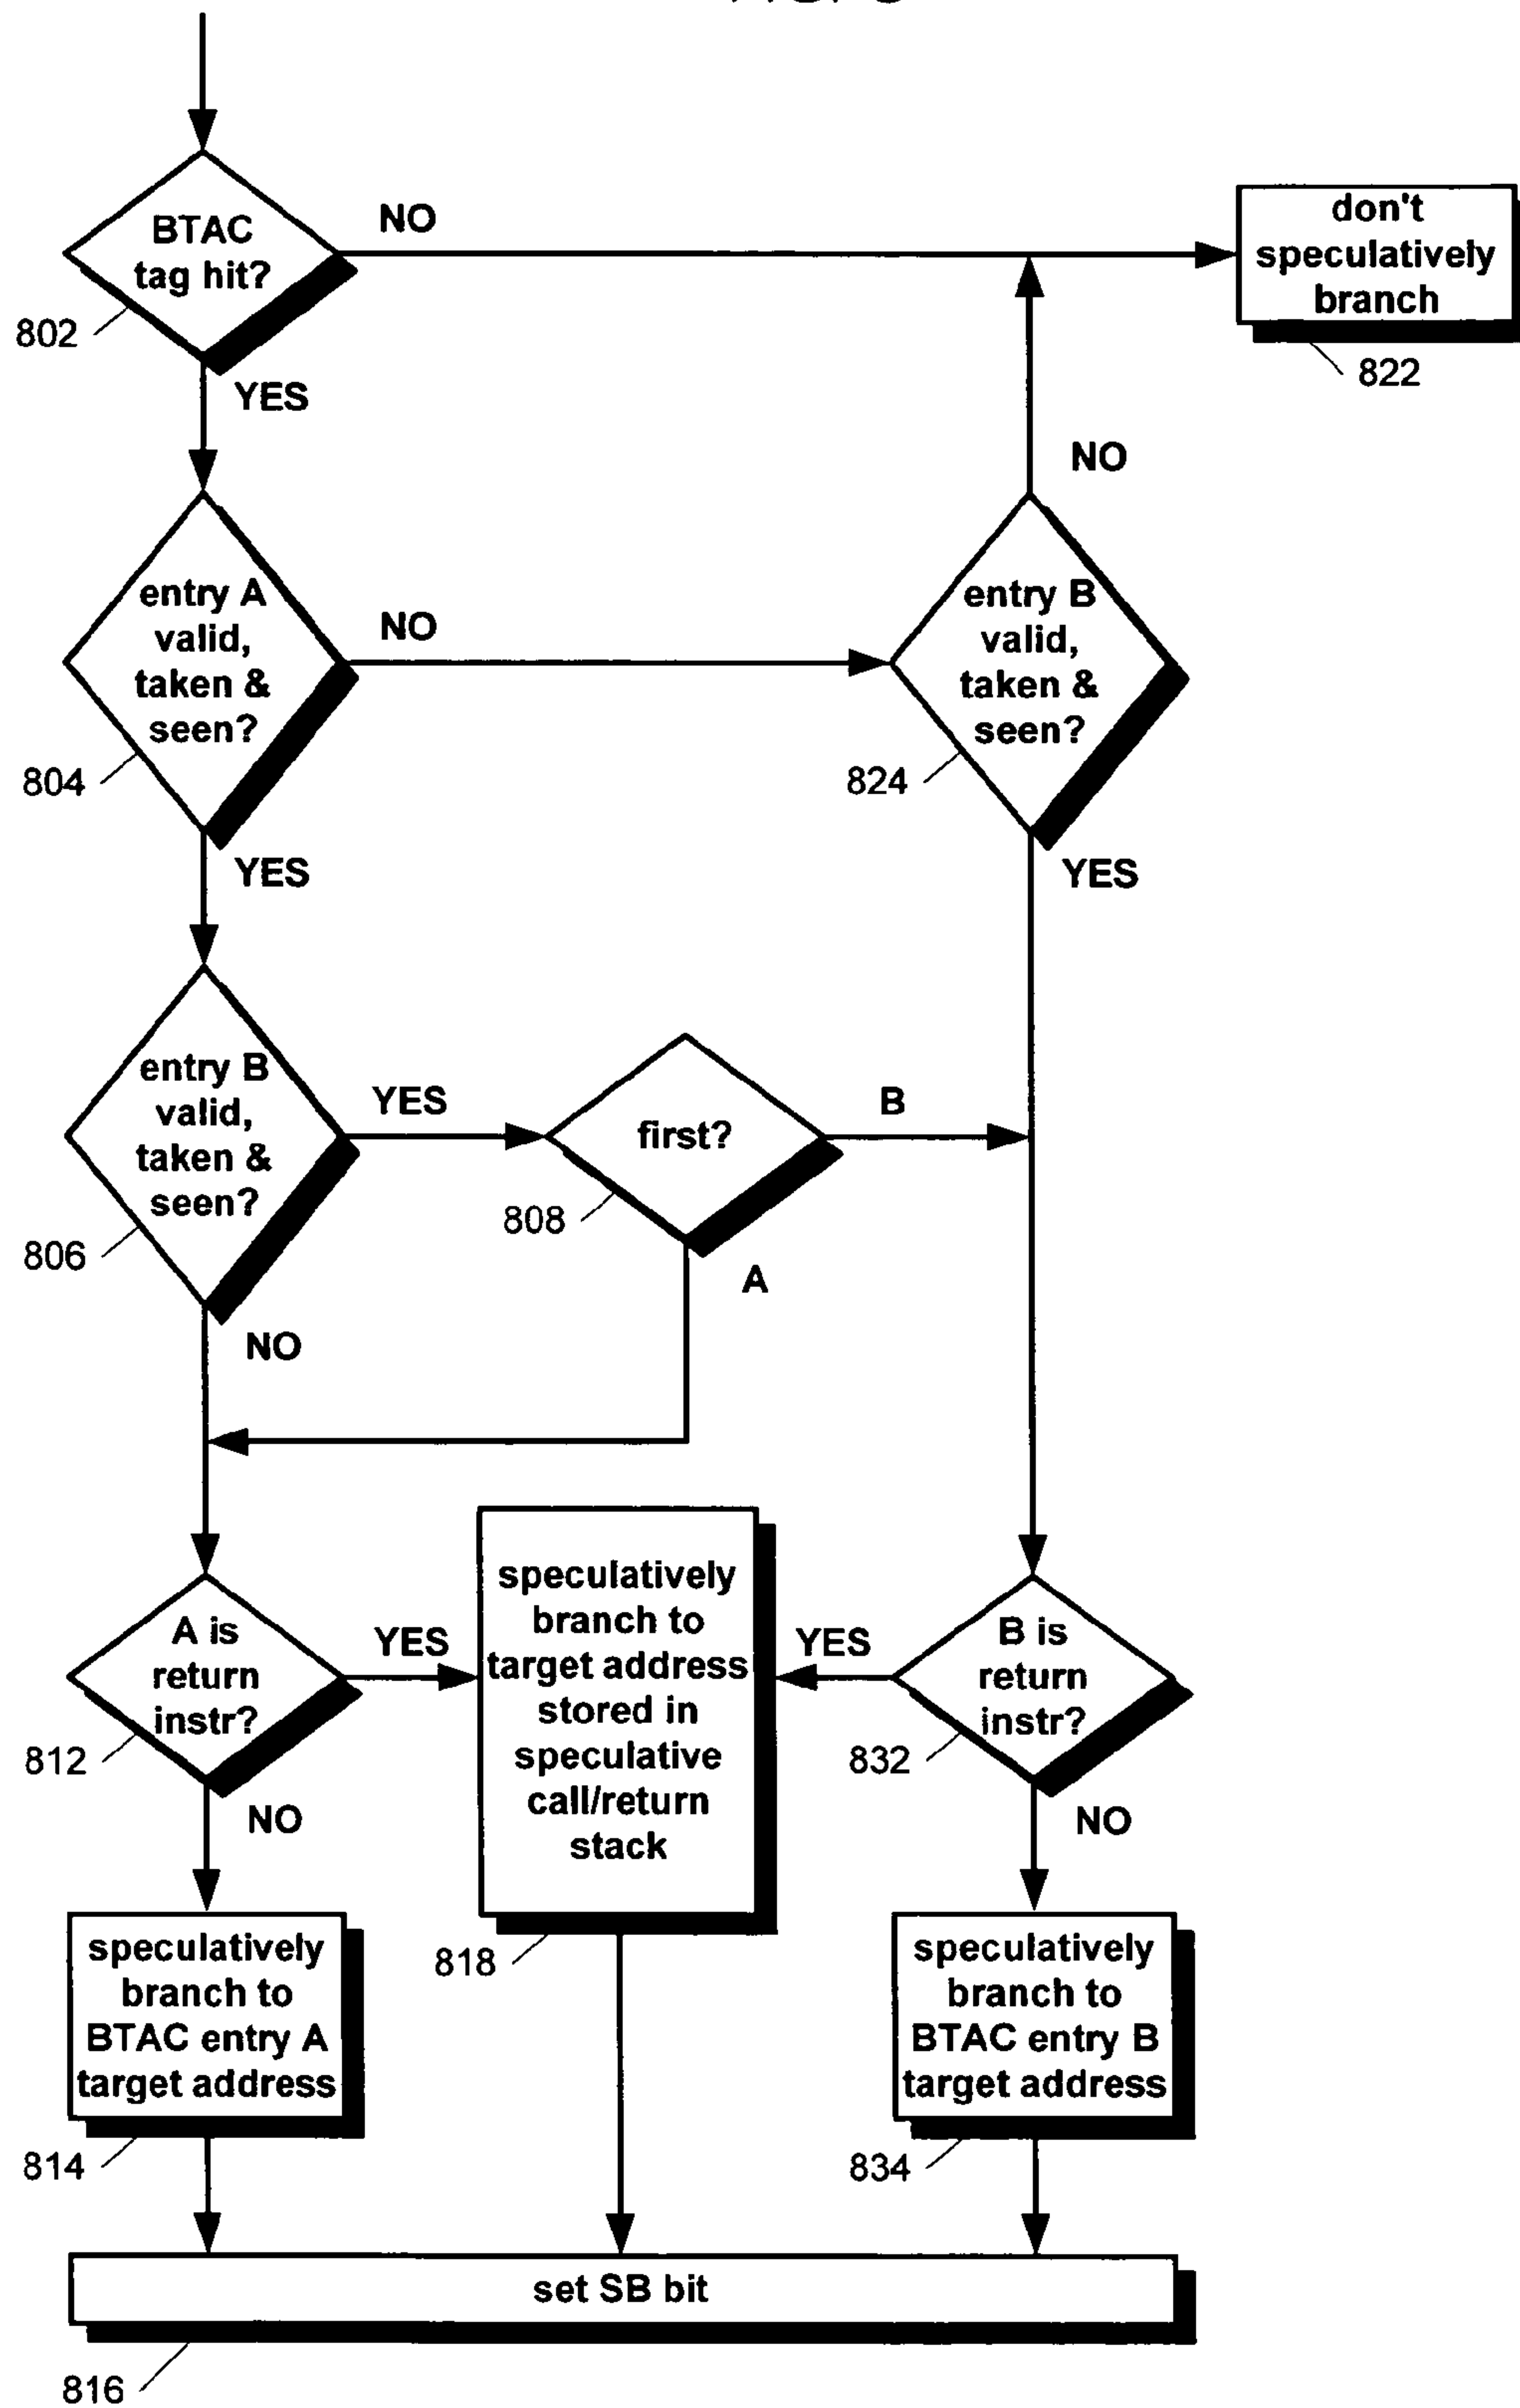 BTAC
tag hit?
NO
802
YES
don't
speculatively
branch
822
NO
entry A
valid,
taken &
seen?
NO
804
YES
entry B
valid,
taken &
seen?
824
YES
entry B
valid,
taken &
seen?
YES
806
NO
first?
B
808
A
A is
return
instr?
YES
812
NO
speculatively
branch to
target address
stored in
speculative
call/return
stack
818
YES
B is
return
instr?
832
NO
speculatively
branch to
BTAC entry A
target address
814
speculatively
branch to
BTAC entry B
target address
834
set SB bit
816